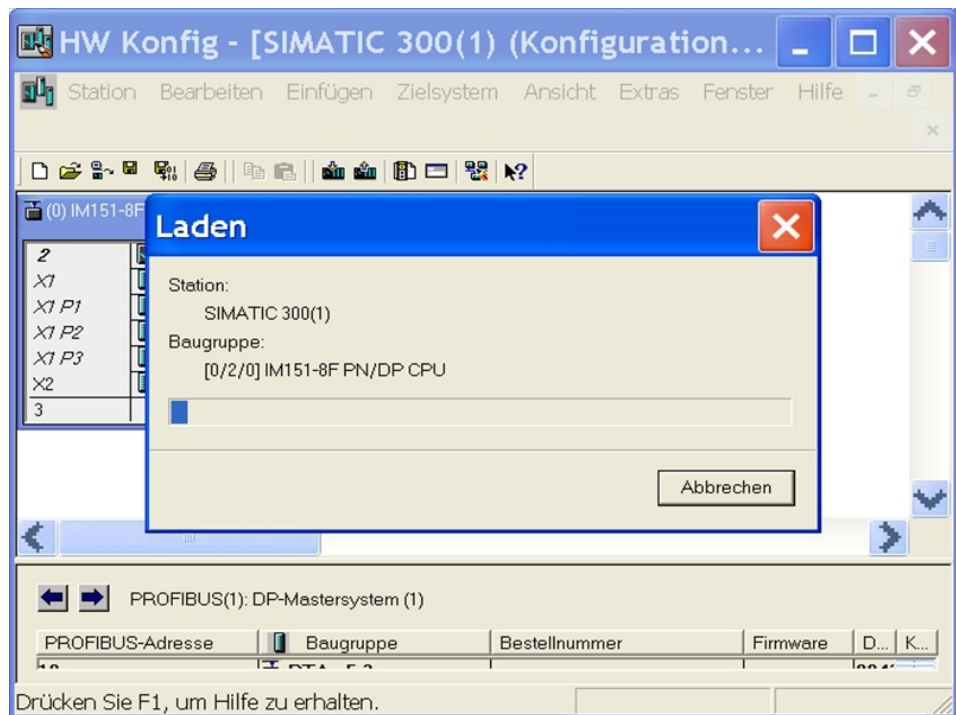 HW Konfig - [SIMATIC 300(1) (Konfiguration...
Station Bearbeiten Einfügen Zielsystem Ansicht Extras Fenster Hilfe
(0) IM151-8F
2
X1
X1 P1
X1 P2
X1 P3
X2
3
Laden
Station:
SIMATIC 300(1)
Baugruppe:
[0/2/0] IM151-8F PN/DP CPU
Abbrechen
PROFIBUS(1): DP-Mastersystem (1)
PROFIBUS-Adresse Baugruppe Bestellnummer Firmware D... K...
Drücken Sie F1, um Hilfe zu erhalten.